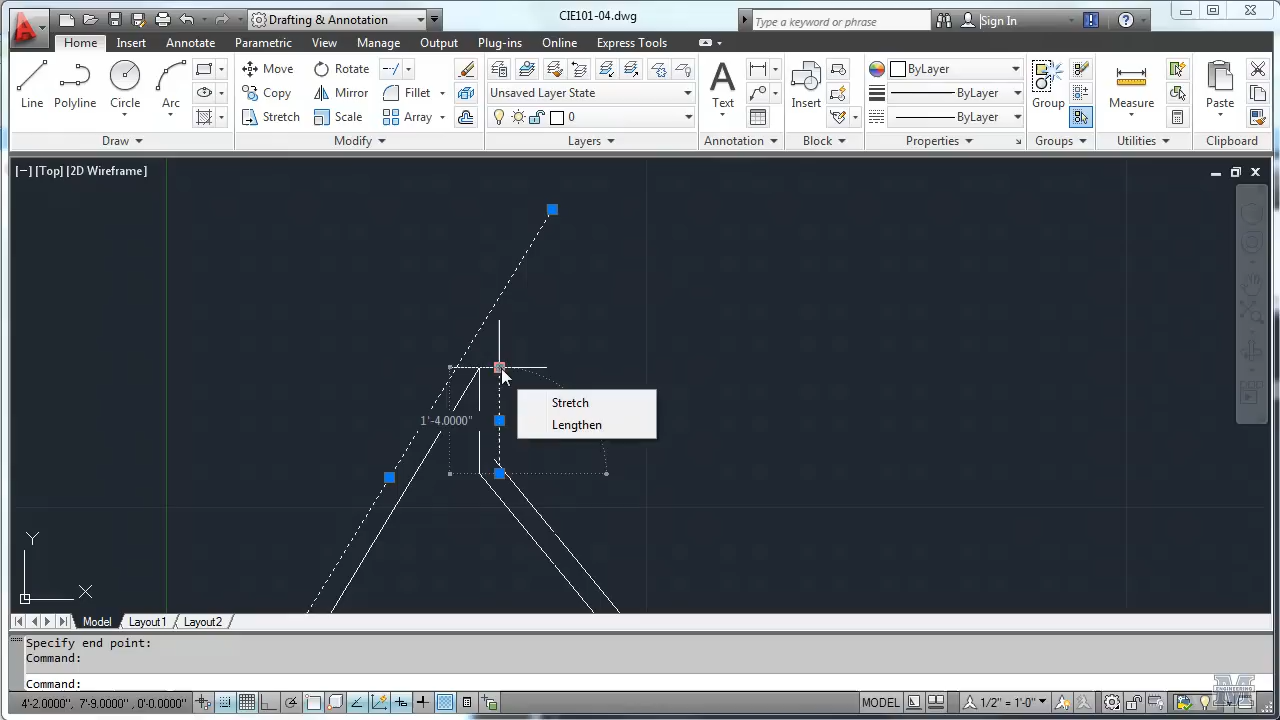 Drafting & Annotation
CIE101-04.dwg
Type a keyword or phrase
Sign In
Home Insert Annotate Parametric View Manage Output Plug-ins Online Express Tools
Line Polyline Circle Arc
Move Rotate
Copy Mirror Fillet
Stretch Scale Array
Unsaved Layer State
0
Text
Insert
ByLayer
ByLayer
ByLayer
Group
Measure
Paste
Draw Modify Layers Annotation Block Properties Groups Utilities Clipboard
[−] [Top] [2D Wireframe]
Stretch
Lengthen
1'-4.0000"
Y
X
Model Layout1 Layout2
Specify end point:
Command:
Command:
4'-2.0000", 7'-9.0000" ,0'-0.0000"
MODEL
1/2" = 1'-0"